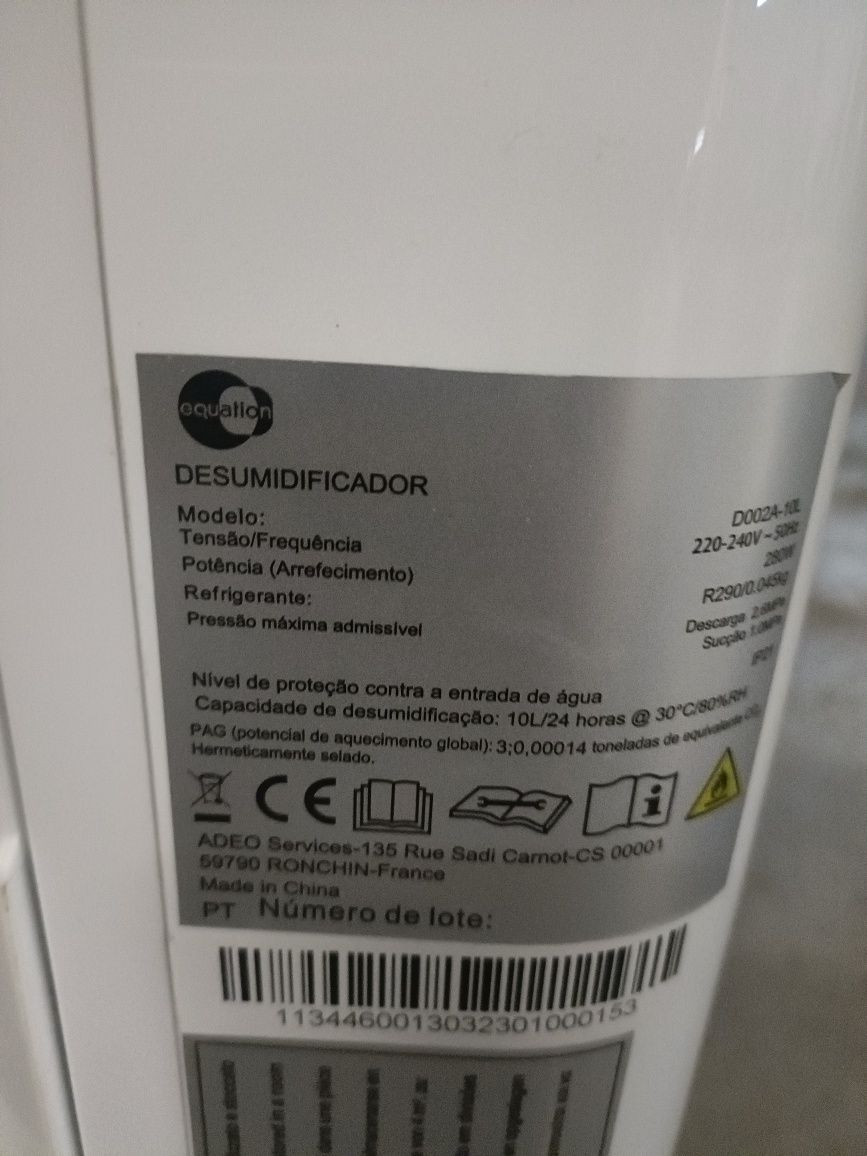 equation
DESUMIDIFICADOR
Modelo: D002A-10L
Tensão/Frequência 220-240V ~ 50Hz
Potência (Arrefecimento) 280W
Refrigerante: R290/0.045kg
Pressão máxima admissível Descarga 2.6MPa
Sucção 1.0MPa
Nível de proteção contra a entrada de água IP21
Capacidade de desumidificação: 10L/24 horas @ 30°C/80%RH
PAG (potencial de aquecimento global): 3;0,00014 toneladas de equivalente CO₂
Hermeticamente selado.
CE
ADEO Services-135 Rue Sadi Carnot-CS 00001
59790 RONCHIN-France
Made in China
PT Número de lote:
1134460013032301000153